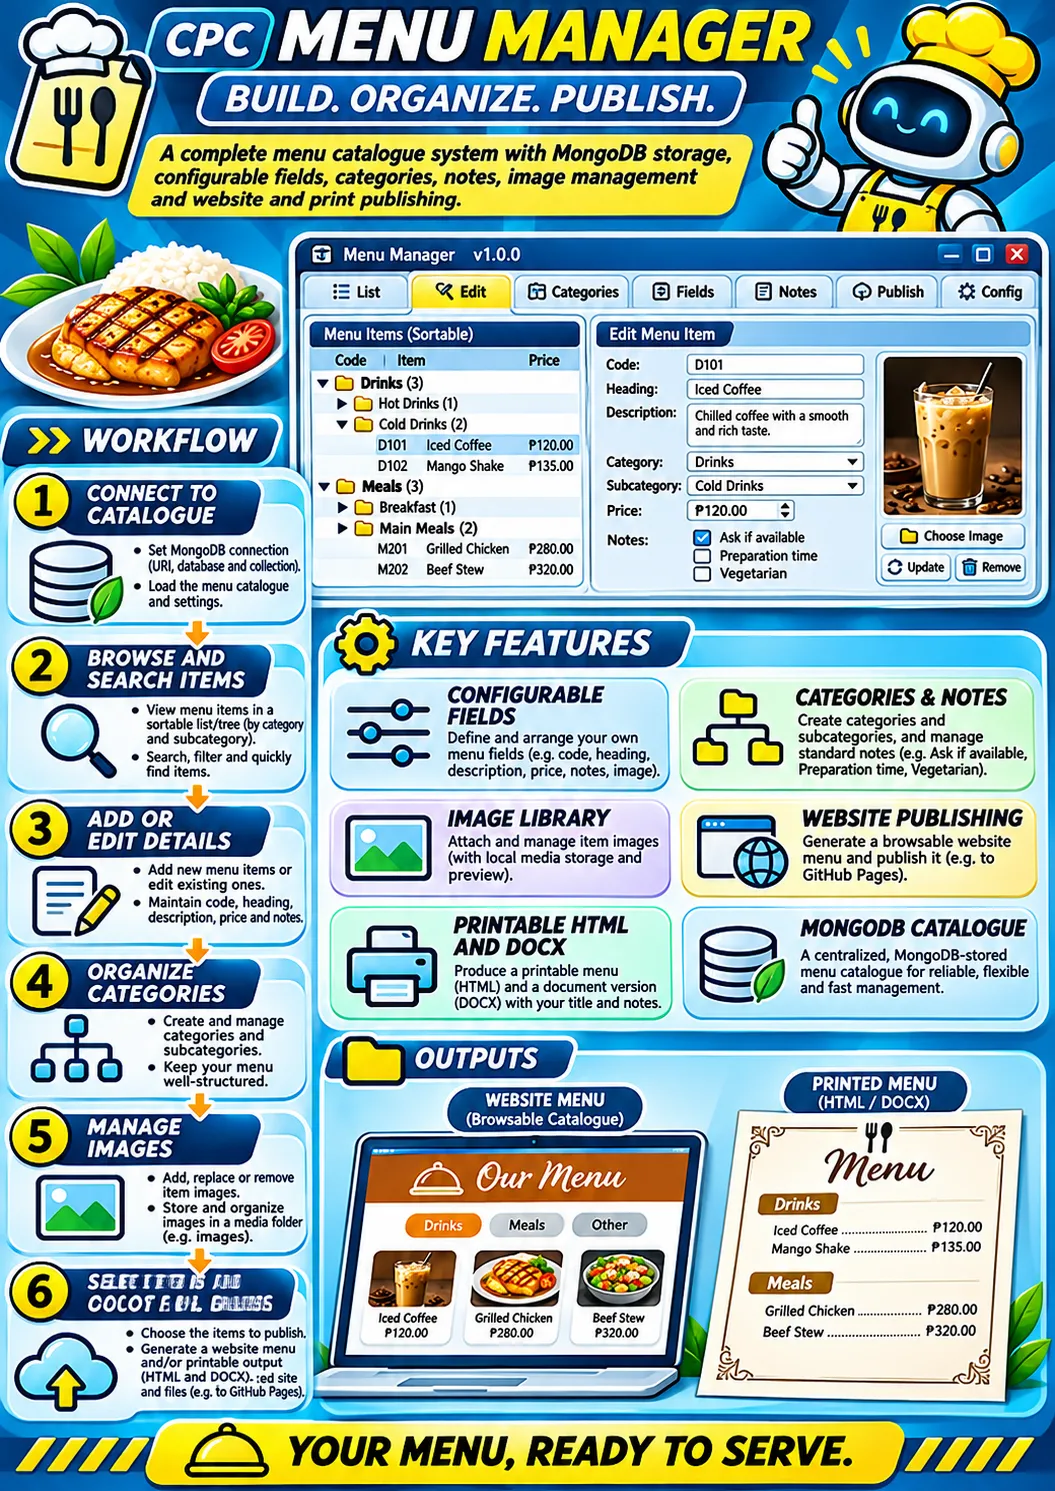 CPC MENU MANAGER
BUILD. ORGANIZE. PUBLISH.
A complete menu catalogue system with MongoDB storage,
configurable fields, categories, notes, image management
and website and print publishing.
Menu Manager v1.0.0
List Edit Categories Fields Notes Publish Config
Menu Items (Sortable)
Code Item Price
Drinks (3)
Hot Drinks (1)
Cold Drinks (2)
D101 Iced Coffee ₱120.00
D102 Mango Shake ₱135.00
Meals (3)
Breakfast (1)
Main Meals (2)
M201 Grilled Chicken ₱280.00
M202 Beef Stew ₱320.00
Edit Menu Item
Code: D101
Heading: Iced Coffee
Description: Chilled coffee with a smooth
and rich taste.
Category: Drinks
Subcategory: Cold Drinks
Price: ₱120.00
Notes: Ask if available
Preparation time
Vegetarian
Choose Image
Update Remove
WORKFLOW
1 CONNECT TO
CATALOGUE
• Set MongoDB connection
(URI, database and collection).
• Load the menu catalogue
and settings.
2 BROWSE AND
SEARCH ITEMS
• View menu items in a
sortable list/tree (by category
and subcategory).
• Search, filter and quickly
find items.
3 ADD OR
EDIT DETAILS
• Add new menu items or
edit existing ones.
• Maintain code, heading,
description, price and notes.
4 ORGANIZE
CATEGORIES
• Create and manage
categories and
subcategories.
• Keep your menu
well-structured.
5 MANAGE
IMAGES
• Add, replace or remove
item images.
• Store and organize
images in a media folder
(e.g. images).
6
• Choose the items to publish.
• Generate a website menu
and/or printable output
(HTML and DOCX). :ed site
and files (e.g. to GitHub Pages).
KEY FEATURES
CONFIGURABLE
FIELDS
Define and arrange your own
menu fields (e.g. code, heading,
description, price, notes, image).
CATEGORIES & NOTES
Create categories and
subcategories, and manage
standard notes (e.g. Ask if available,
Preparation time, Vegetarian).
IMAGE LIBRARY
Attach and manage item images
(with local media storage and
preview).
WEBSITE PUBLISHING
Generate a browsable website
menu and publish it (e.g. to
GitHub Pages).
PRINTABLE HTML
AND DOCX
Produce a printable menu
(HTML) and a document version
(DOCX) with your title and notes.
MONGODB CATALOGUE
A centralized, MongoDB-stored
menu catalogue for reliable, flexible
and fast management.
OUTPUTS
WEBSITE MENU
(Browsable Catalogue)
Our Menu
Drinks Meals Other
Iced Coffee
₱120.00
Grilled Chicken
₱280.00
Beef Stew
₱320.00
PRINTED MENU
(HTML / DOCX)
Menu
Drinks
Iced Coffee ........................ ₱120.00
Mango Shake .................... ₱135.00
Meals
Grilled Chicken ................... ₱280.00
Beef Stew .......................... ₱320.00
YOUR MENU, READY TO SERVE.